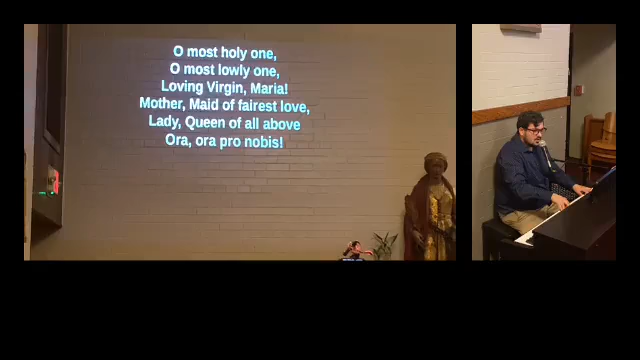 O most holy one,
O most lowly one,
Loving Virgin, Maria!
Mother, Maid of fairest love,
Lady, Queen of all above
Ora, ora pro nobis!